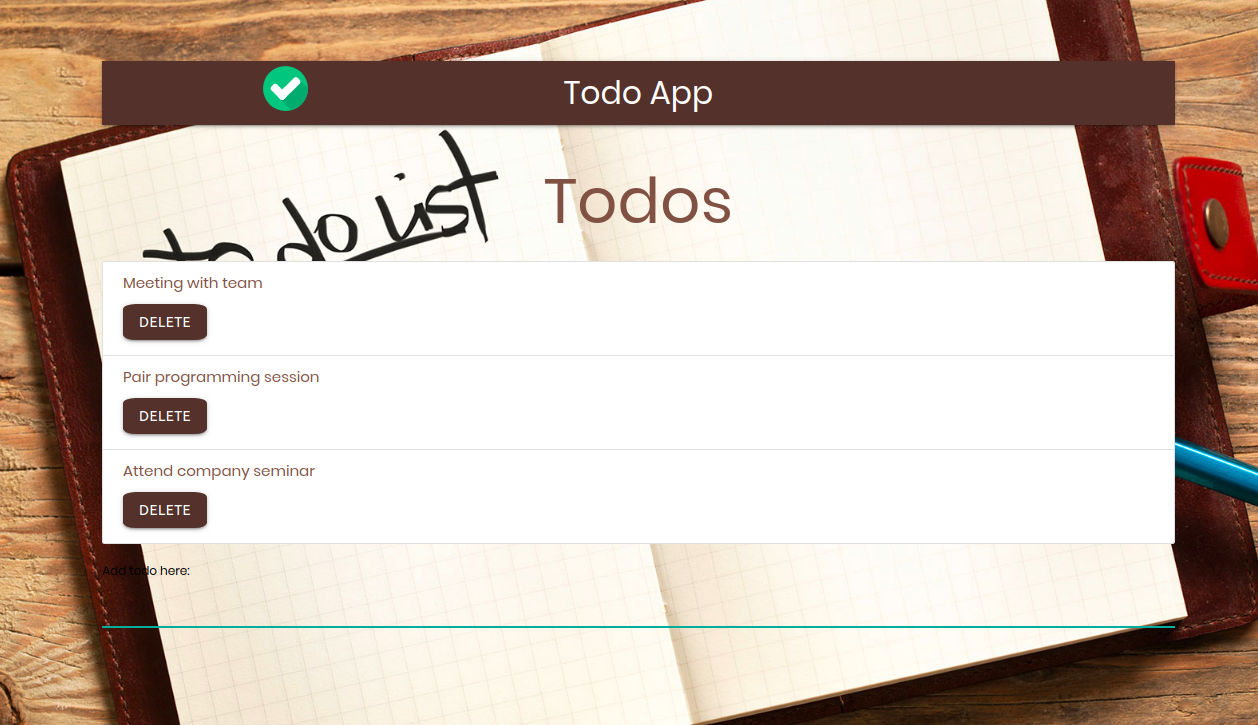 Todo App
to do list
Todos
Meeting with team
DELETE
Pair programming session
DELETE
Attend company seminar
DELETE
Add todo here: